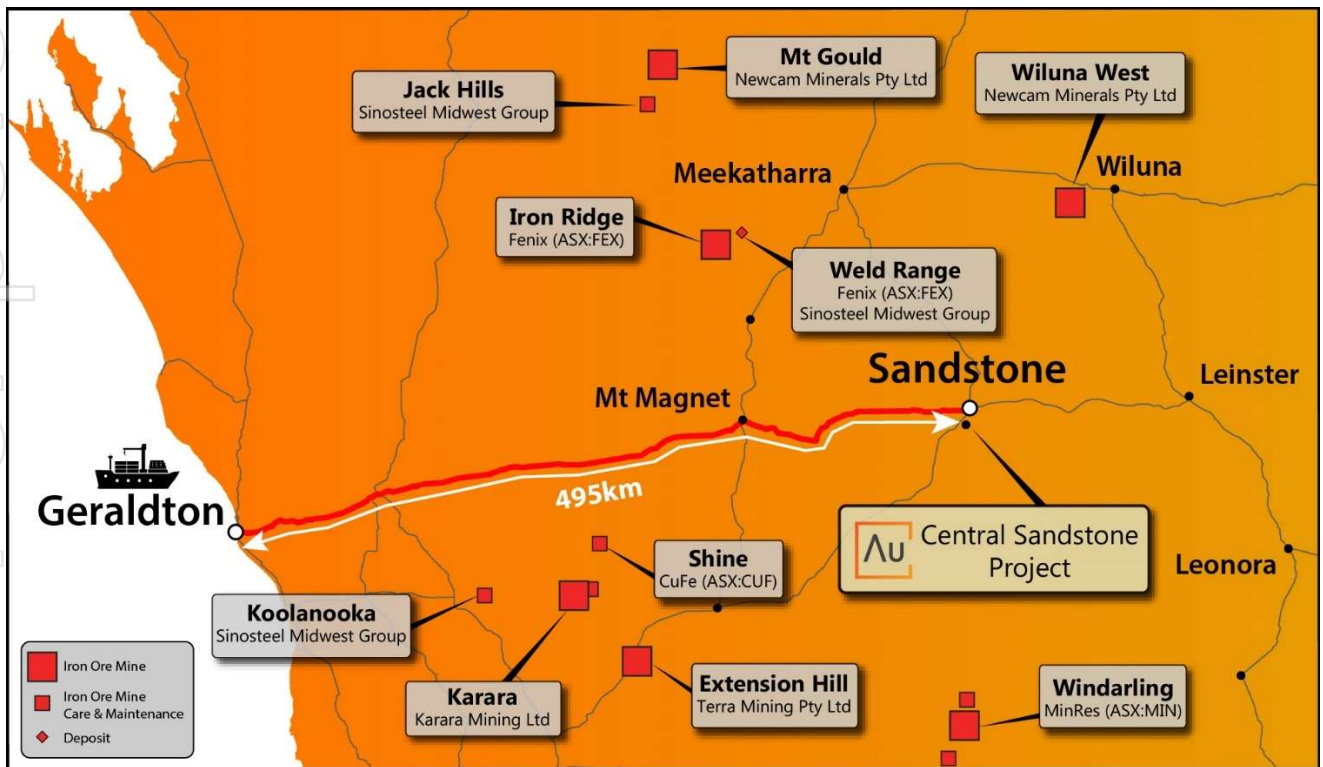 Mt Gould
Newcam Minerals Pty Ltd
Wiluna West
Newcam Minerals Pty Ltd
Jack Hills
Sinosteel Midwest Group
Meekatharra
Wiluna
Iron Ridge
Fenix (ASX:FEX)
Weld Range
Fenix (ASX:FEX)
Sinosteel Midwest Group
Sandstone
Leinster
Mt Magnet
495km
Geraldton
Au
Central Sandstone
Project
Shine
CuFe (ASX:CUF)
Leonora
Koolanooka
Sinosteel Midwest Group
Karara
Karara Mining Ltd
Extension Hill
Terra Mining Pty Ltd
Windarling
MinRes (ASX:MIN)
Iron Ore Mine
Iron Ore Mine
Care & Maintenance
Deposit